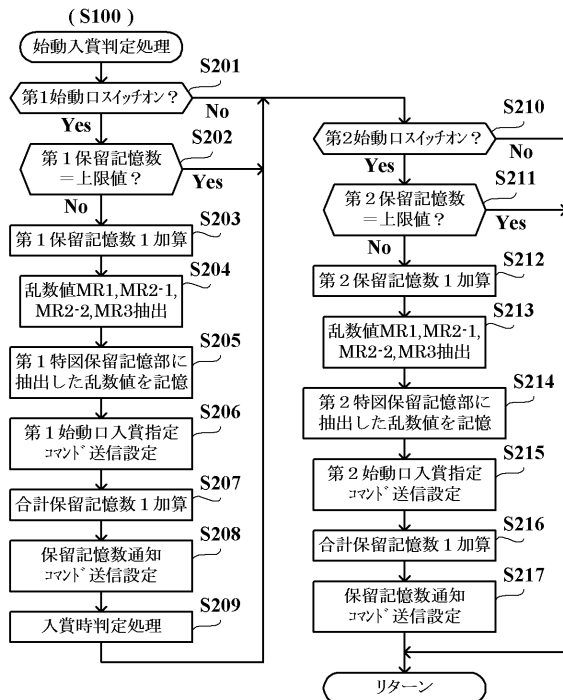 (S100)
始動入賞判定処理
S201
第1始動口スイッチオン?
No
Yes
S202
第1保留記憶数
=上限値?
Yes
No
S203
第1保留記憶数1加算
S204
乱数値MR1,MR2-1,
MR2-2,MR3抽出
S205
第1特図保留記憶部に
抽出した乱数値を記憶
S206
第1始動口入賞指定
コマンド送信設定
S207
合計保留記憶数1加算
S208
保留記憶数通知
コマンド送信設定
S209
入賞時判定処理
S210
第2始動口スイッチオン?
No
Yes
S211
第2保留記憶数
=上限値?
Yes
No
S212
第2保留記憶数1加算
S213
乱数値MR1,MR2-1,
MR2-2,MR3抽出
S214
第2特図保留記憶部に
抽出した乱数値を記憶
S215
第2始動口入賞指定
コマンド送信設定
S216
合計保留記憶数1加算
S217
保留記憶数通知
コマンド送信設定
リターン